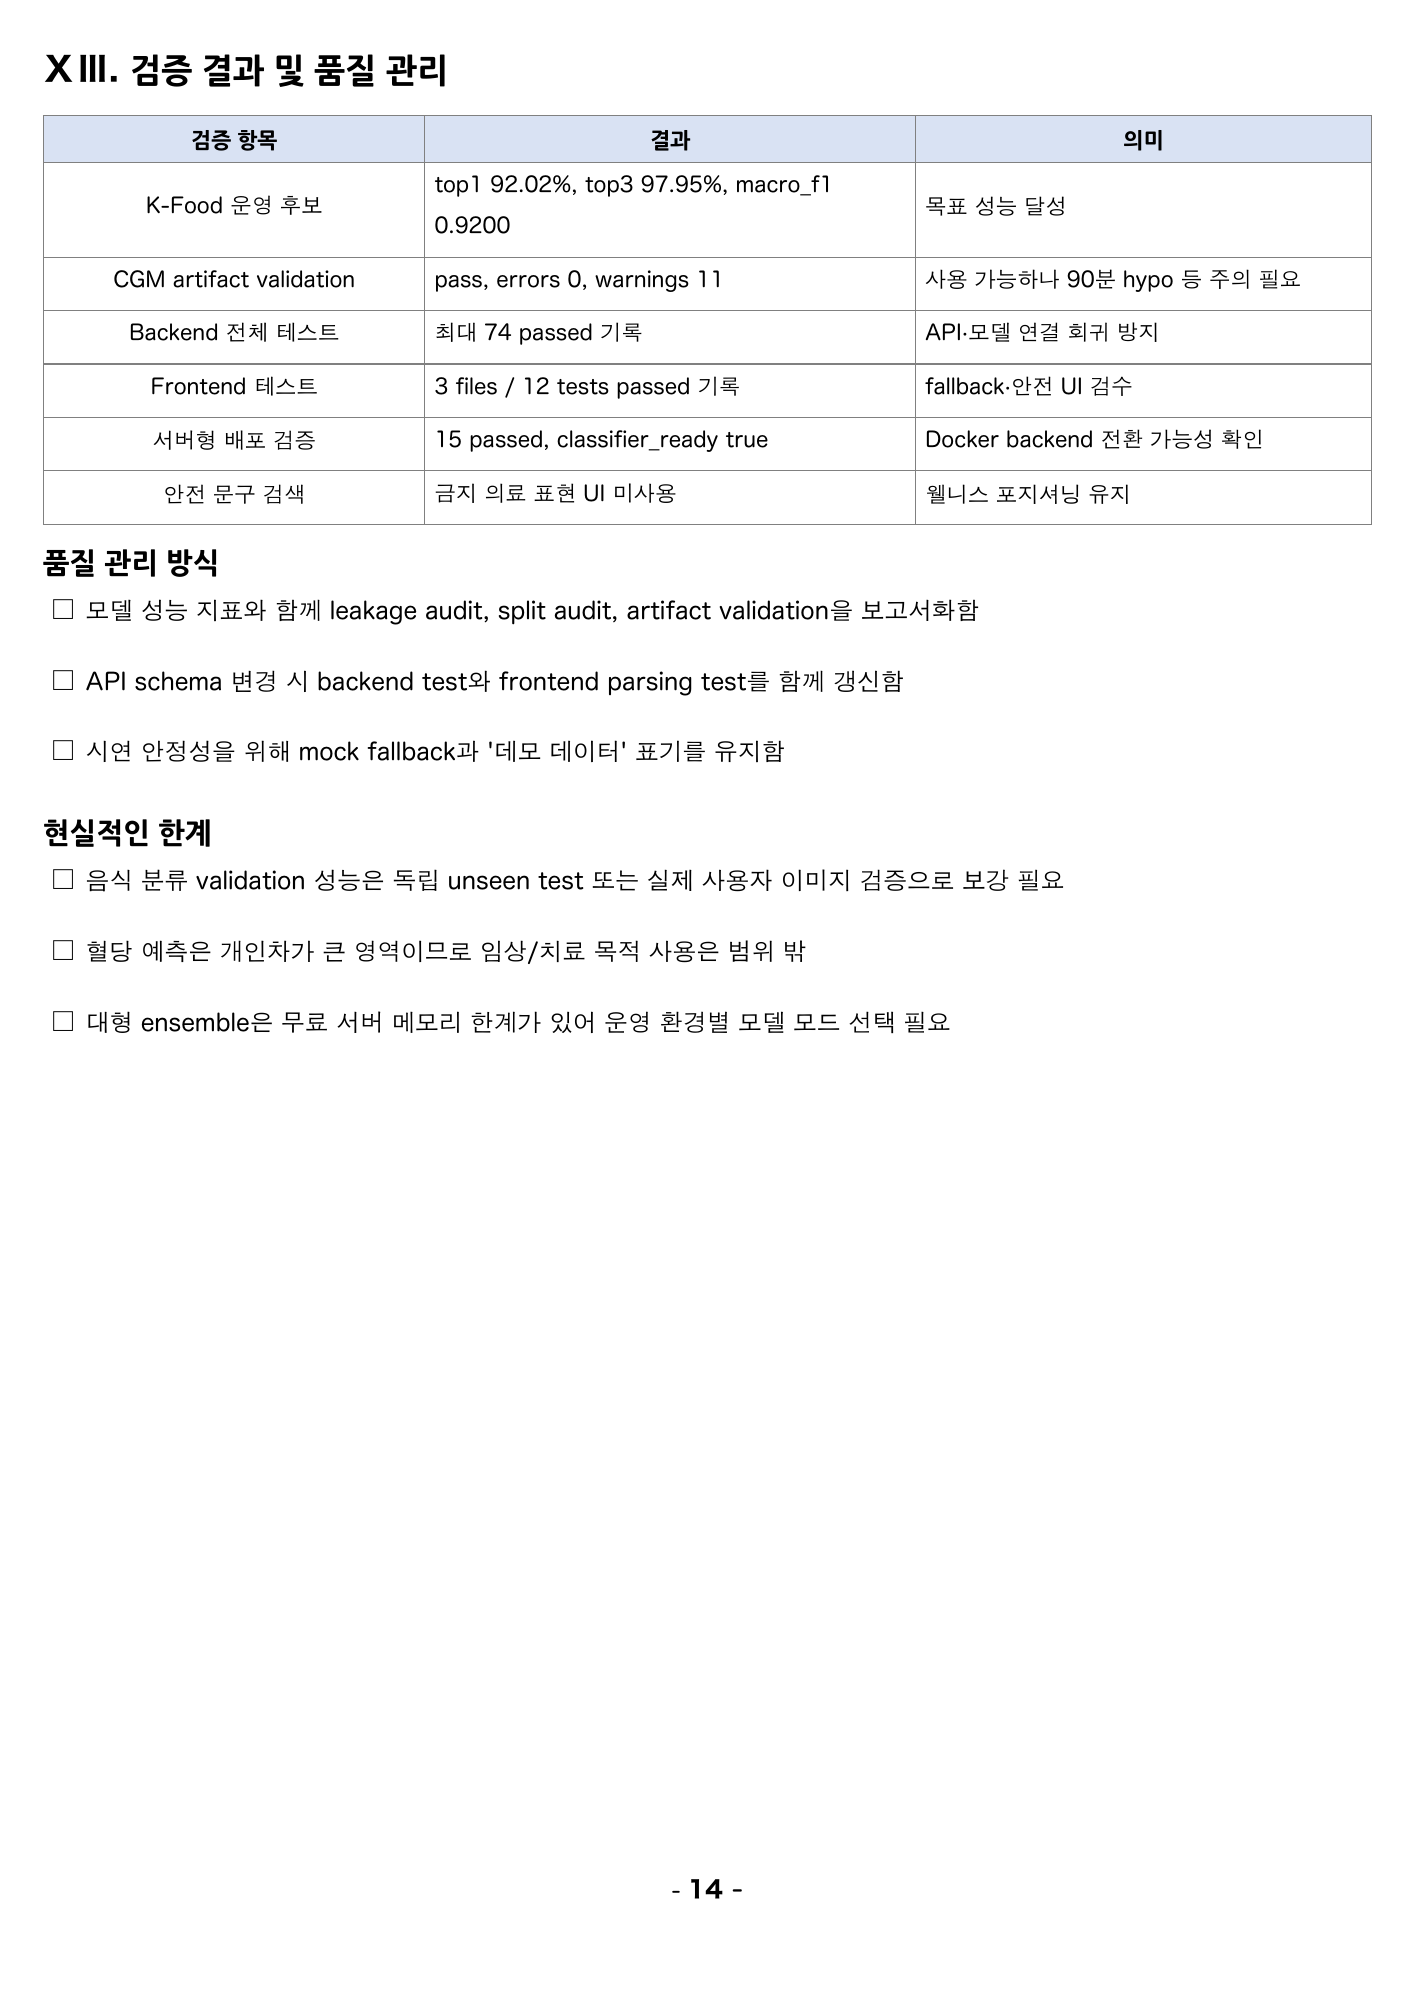 ⅩⅢ. 검증 결과 및 품질 관리
검증 항목 결과 의미
K-Food 운영 후보 top1 92.02%, top3 97.95%, macro_f1 0.9200 목표 성능 달성
CGM artifact validation pass, errors 0, warnings 11 사용 가능하나 90분 hypo 등 주의 필요
Backend 전체 테스트 최대 74 passed 기록 API·모델 연결 회귀 방지
Frontend 테스트 3 files / 12 tests passed 기록 fallback·안전 UI 검수
서버형 배포 검증 15 passed, classifier_ready true Docker backend 전환 가능성 확인
안전 문구 검색 금지 의료 표현 UI 미사용 웰니스 포지셔닝 유지
품질 관리 방식
□ 모델 성능 지표와 함께 leakage audit, split audit, artifact validation을 보고서화함
□ API schema 변경 시 backend test와 frontend parsing test를 함께 갱신함
□ 시연 안정성을 위해 mock fallback과 '데모 데이터' 표기를 유지함
현실적인 한계
□ 음식 분류 validation 성능은 독립 unseen test 또는 실제 사용자 이미지 검증으로 보강 필요
□ 혈당 예측은 개인차가 큰 영역이므로 임상/치료 목적 사용은 범위 밖
□ 대형 ensemble은 무료 서버 메모리 한계가 있어 운영 환경별 모델 모드 선택 필요
- 14 -